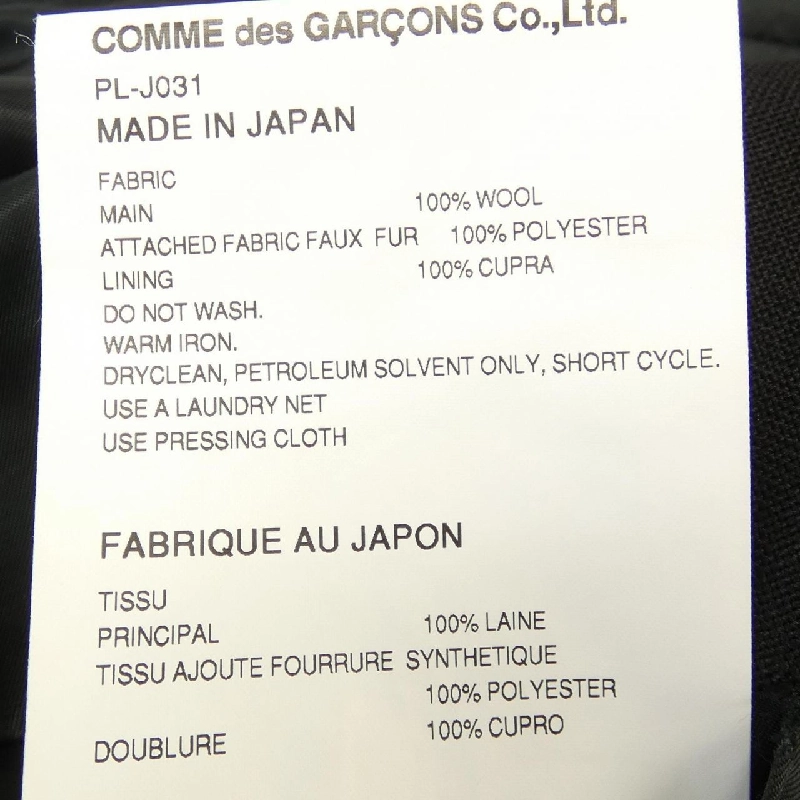 COMME des GARÇONS Co.,Ltd.
PL-J031
MADE IN JAPAN
FABRIC
MAIN 100% WOOL
ATTACHED FABRIC FAUX FUR 100% POLYESTER
LINING 100% CUPRA
DO NOT WASH.
WARM IRON.
DRYCLEAN, PETROLEUM SOLVENT ONLY, SHORT CYCLE.
USE A LAUNDRY NET
USE PRESSING CLOTH
FABRIQUE AU JAPON
TISSU
PRINCIPAL 100% LAINE
TISSU AJOUTE FOURRURE SYNTHETIQUE
100% POLYESTER
DOUBLURE 100% CUPRO